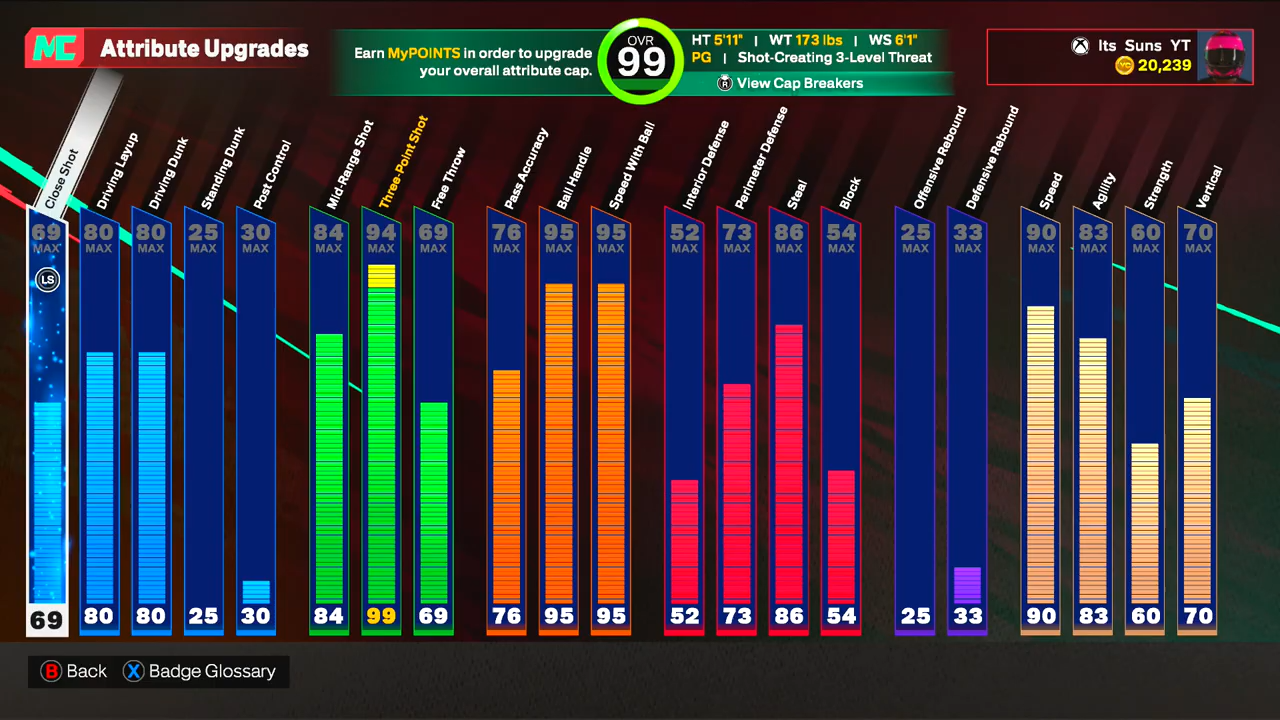 MC Attribute Upgrades
Earn MyPOINTS in order to upgrade
your overall attribute cap.
OVR
99
HT 5'11" | WT 173 lbs | WS 6'1"
PG | Shot-Creating 3-Level Threat
R View Cap Breakers
Its Suns YT
VC 20,239
Close Shot
Driving Layup
Driving Dunk
Standing Dunk
Post Control
Mid-Range Shot
Three-Point Shot
Free Throw
Pass Accuracy
Ball Handle
Speed With Ball
Interior Defense
Perimeter Defense
Steal
Block
Offensive Rebound
Defensive Rebound
Speed
Agility
Strength
Vertical
69 80 80 25 30 84 94 69 76 95 95 52 73 86 54 25 33 90 83 60 70
MAX MAX MAX MAX MAX MAX MAX MAX MAX MAX MAX MAX MAX MAX MAX MAX MAX MAX MAX MAX MAX
LS
69 80 80 25 30 84 99 69 76 95 95 52 73 86 54 25 33 90 83 60 70
B Back X Badge Glossary